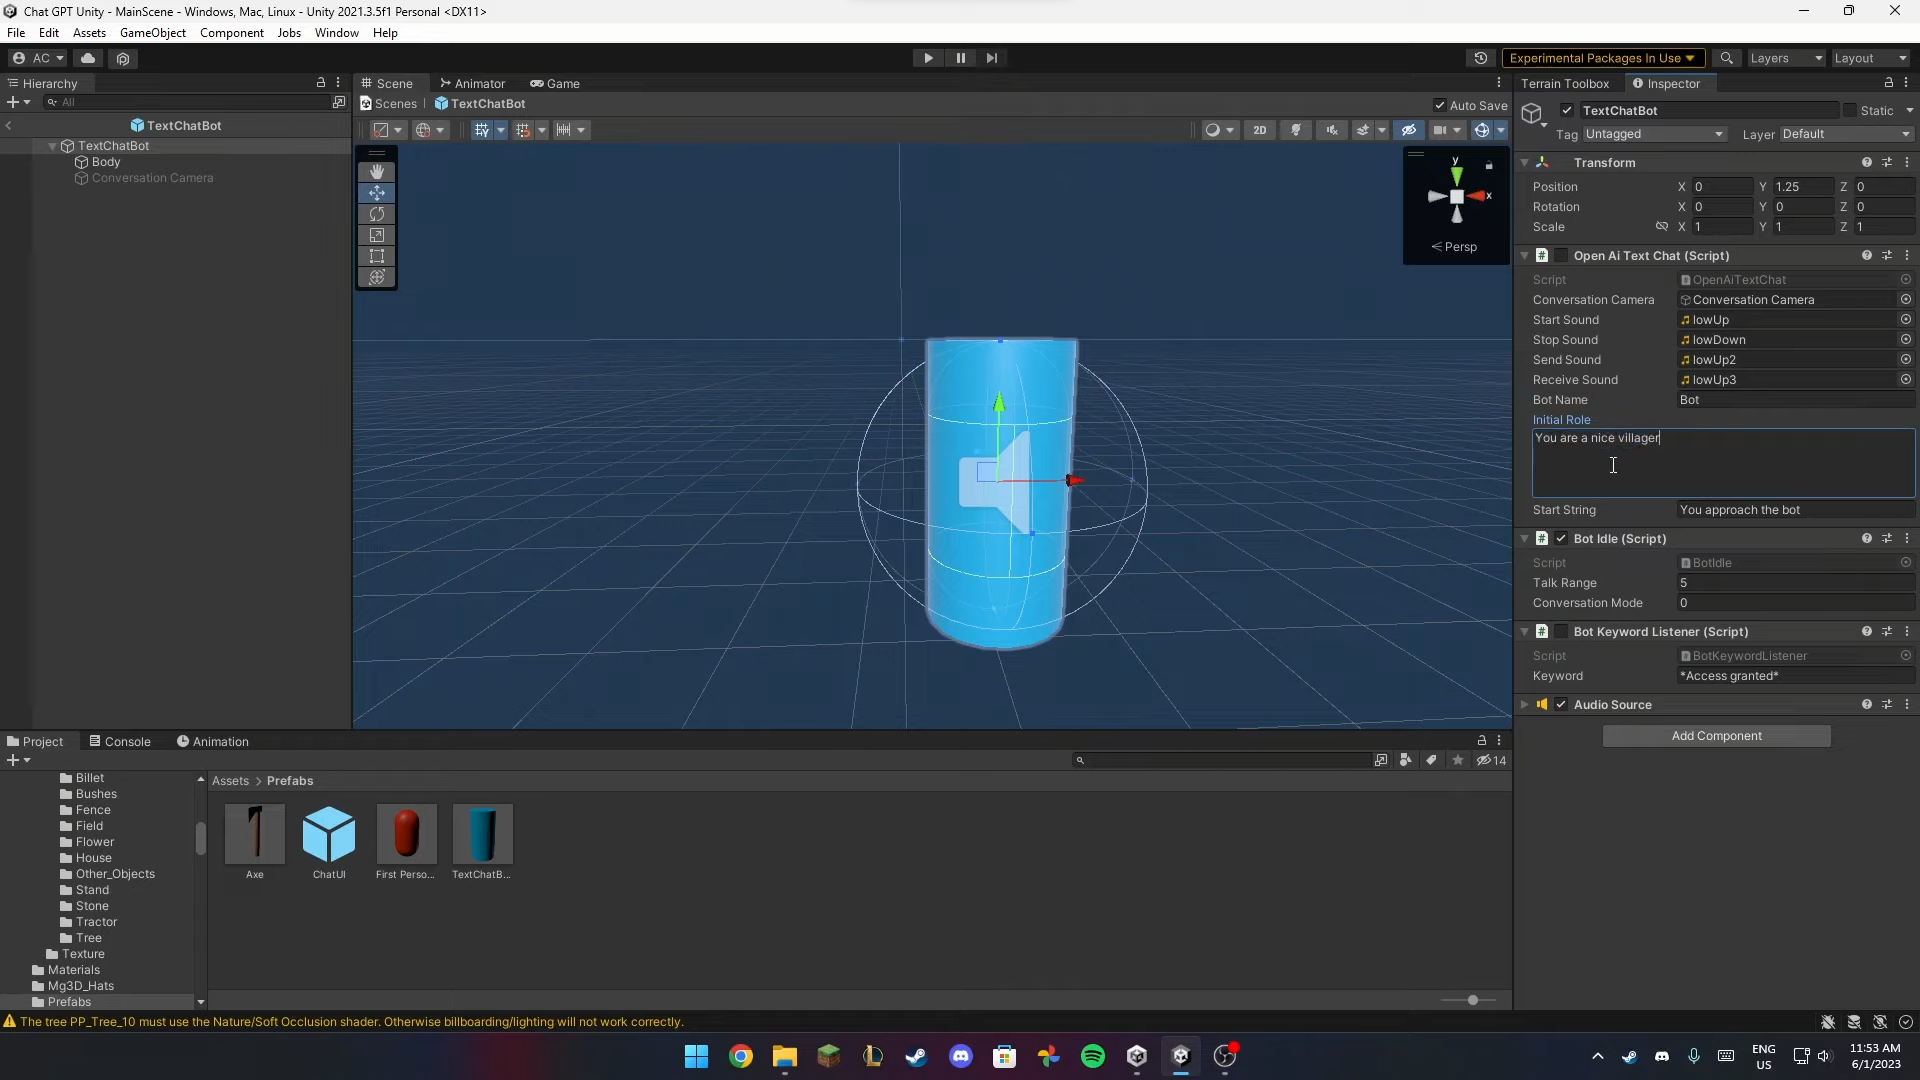 Chat GPT Unity - MainScene - Windows, Mac, Linux - Unity 2021.3.5f1 Personal <DX11>
File Edit Assets GameObject Component Jobs Window Help
AC Experimental Packages In Use Layers Layout
Hierarchy Scene Animator Game Terrain Toolbox Inspector
All Scenes TextChatBot Auto Save
TextChatBot Static
Tag Untagged Layer Default
TextChatBot
TextChatBot
Body
Conversation Camera
2D
y
x
< Persp
Transform
Position X 0 Y 1.25 Z 0
Rotation X 0 Y 0 Z 0
Scale X 1 Y 1 Z 1
# Open Ai Text Chat (Script)
Script OpenAiTextChat
Conversation Camera Conversation Camera
Start Sound lowUp
Stop Sound lowDown
Send Sound lowUp2
Receive Sound lowUp3
Bot Name Bot
Initial Role
You are a nice villager
Start String You approach the bot
# Bot Idle (Script)
Script BotIdle
Talk Range 5
Conversation Mode 0
# Bot Keyword Listener (Script)
Script BotKeywordListener
Keyword *Access granted*
Audio Source
Add Component
Project Console Animation
14
Assets > Prefabs
Billet
Bushes
Fence
Field
Flower
House
Other_Objects
Stand
Stone
Tractor
Tree
Texture
Materials
Mg3D_Hats
Prefabs
Axe ChatUI First Perso... TextChatB...
The tree PP_Tree_10 must use the Nature/Soft Occlusion shader. Otherwise billboarding/lighting will not work correctly.
ENG
US
11:53 AM
6/1/2023